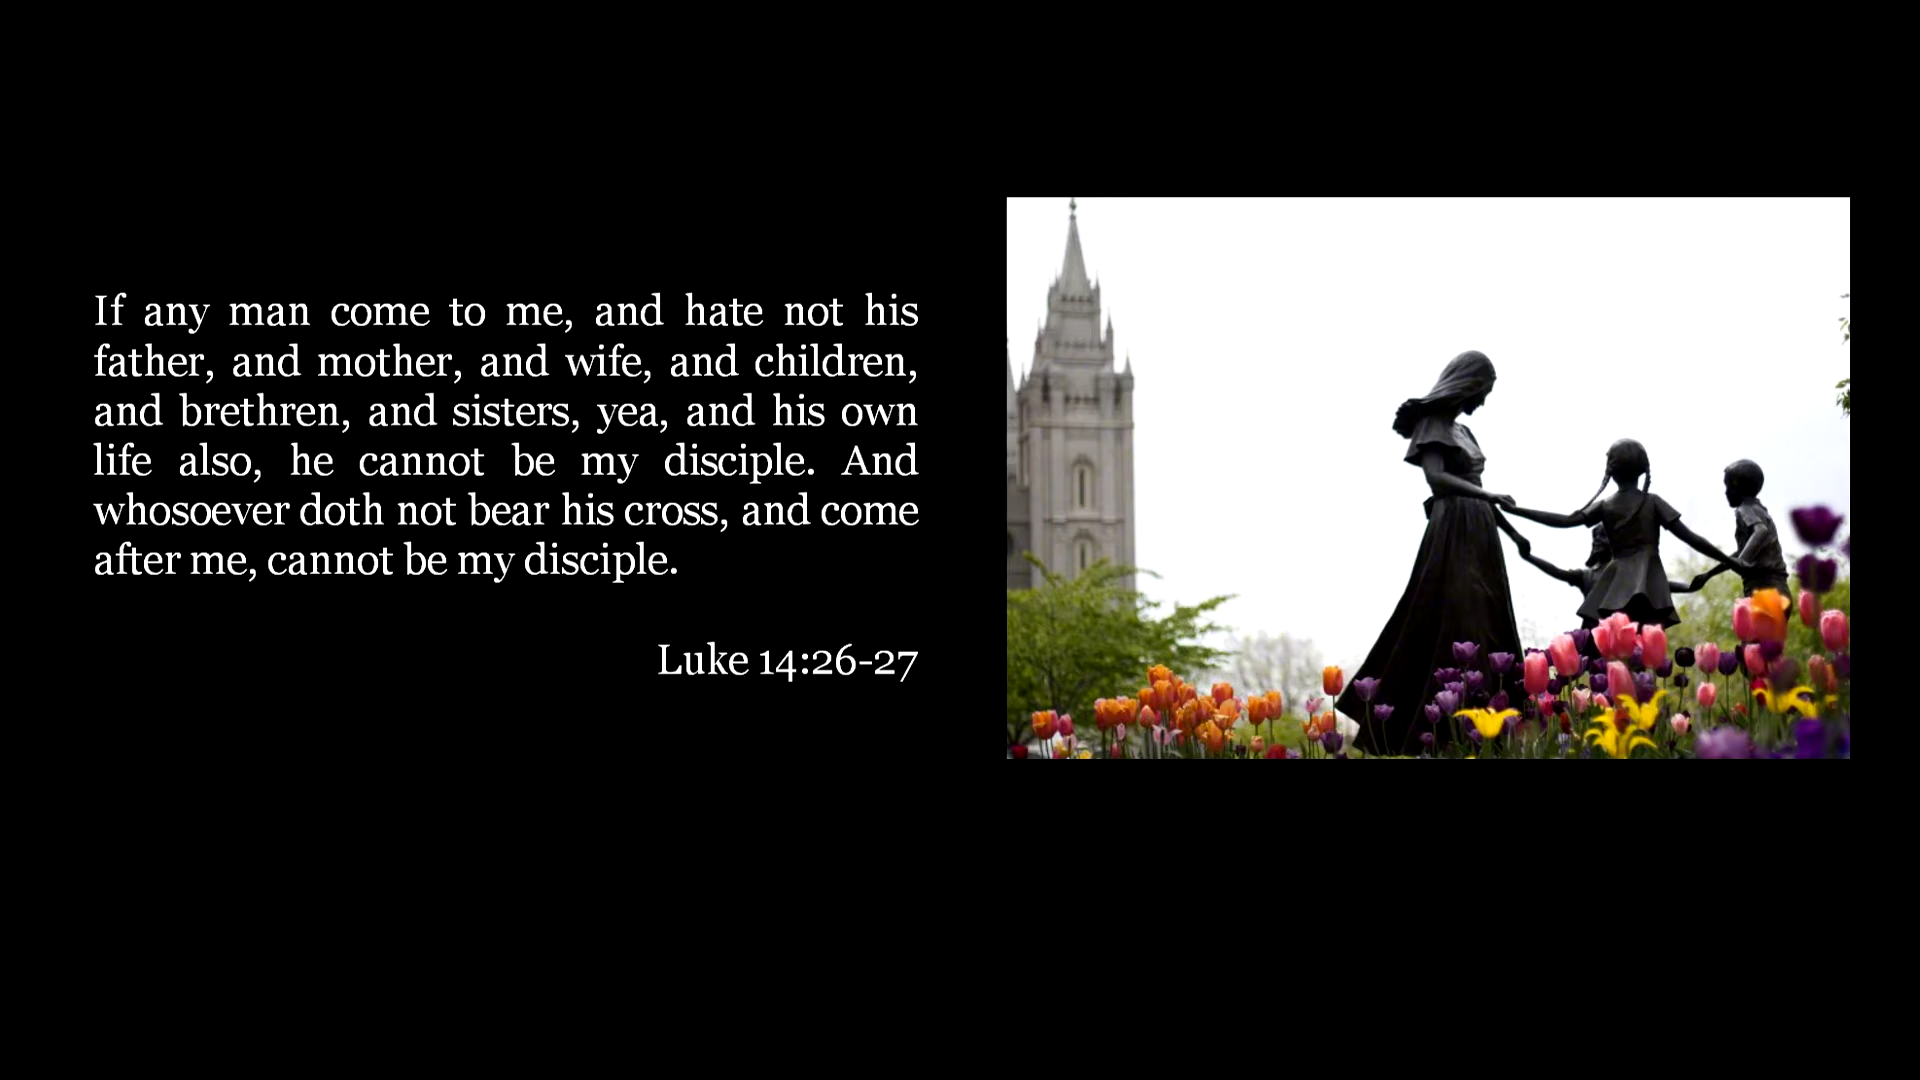 If any man come to me, and hate not his
father, and mother, and wife, and children,
and brethren, and sisters, yea, and his own
life also, he cannot be my disciple. And
whosoever doth not bear his cross, and come
after me, cannot be my disciple.
Luke 14:26-27